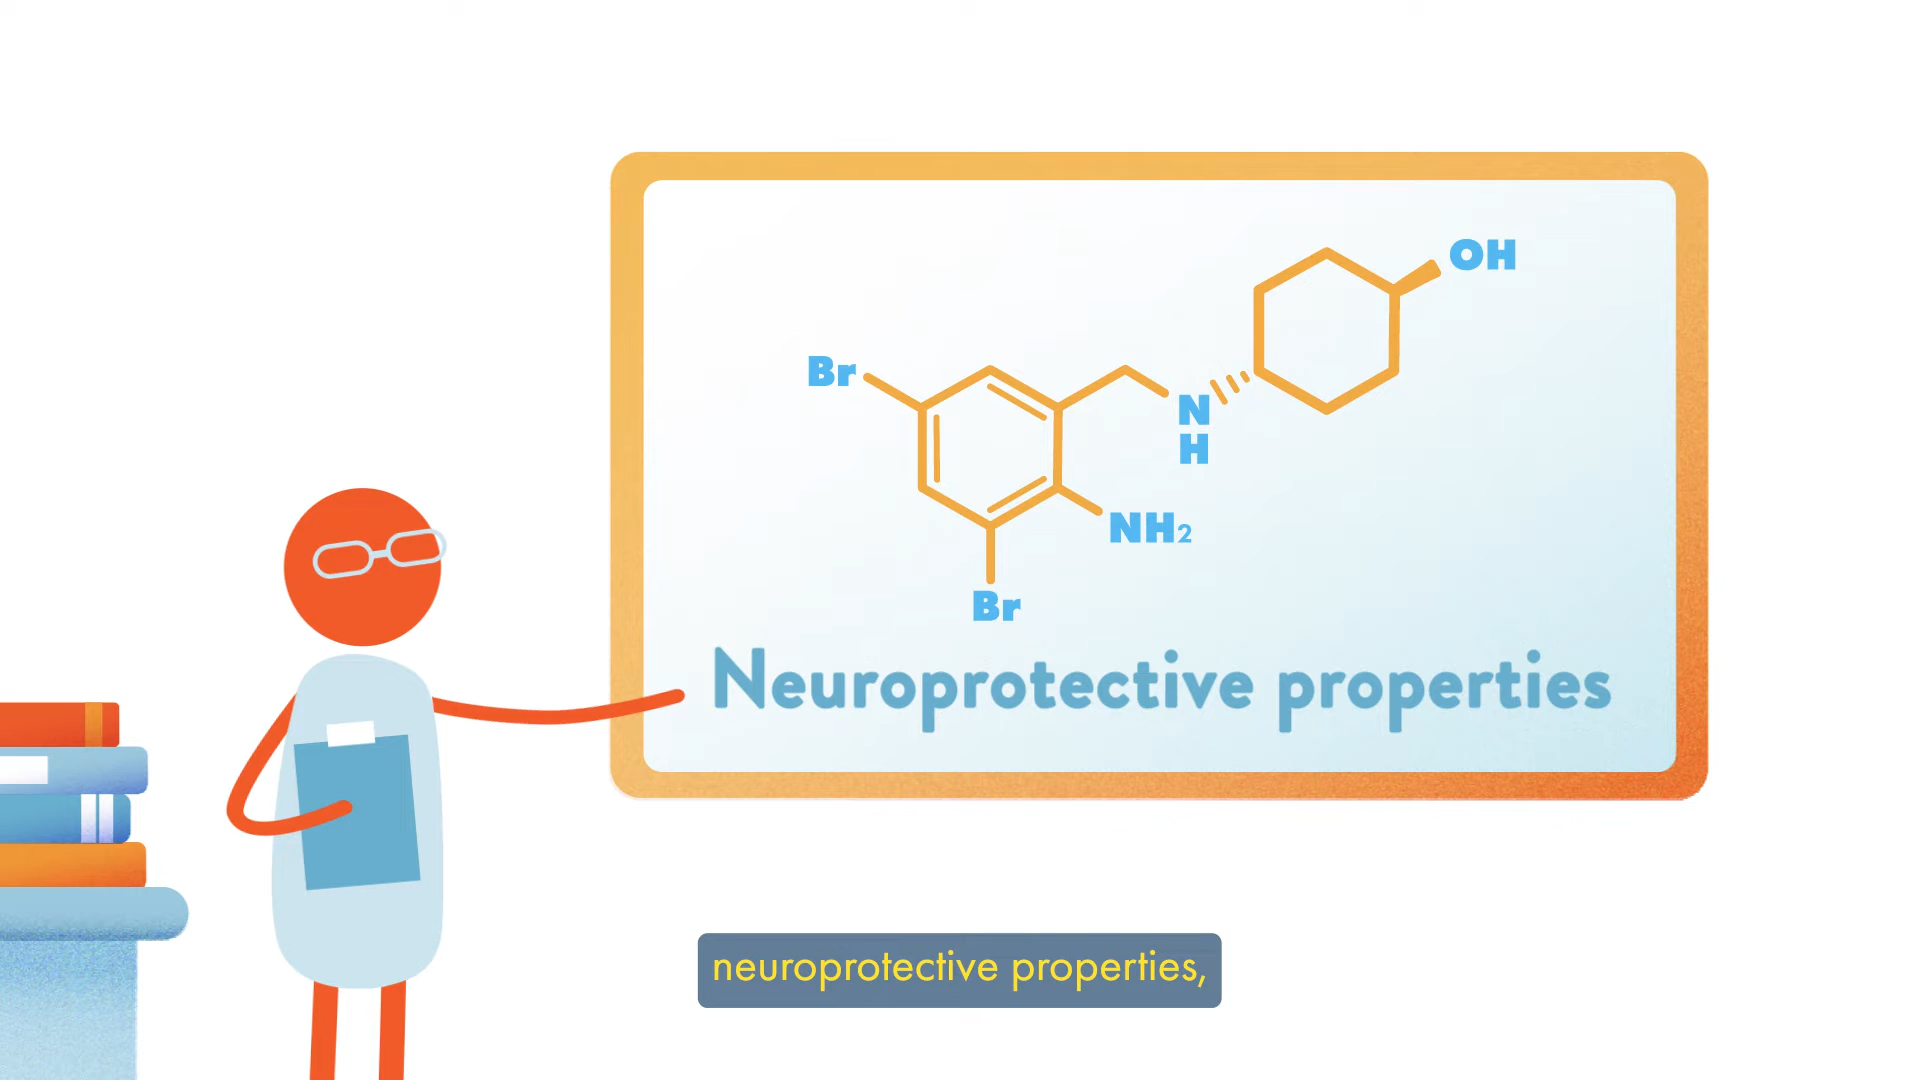 OH
Br
N
H
NH₂
Br
Neuroprotective properties
neuroprotective properties,